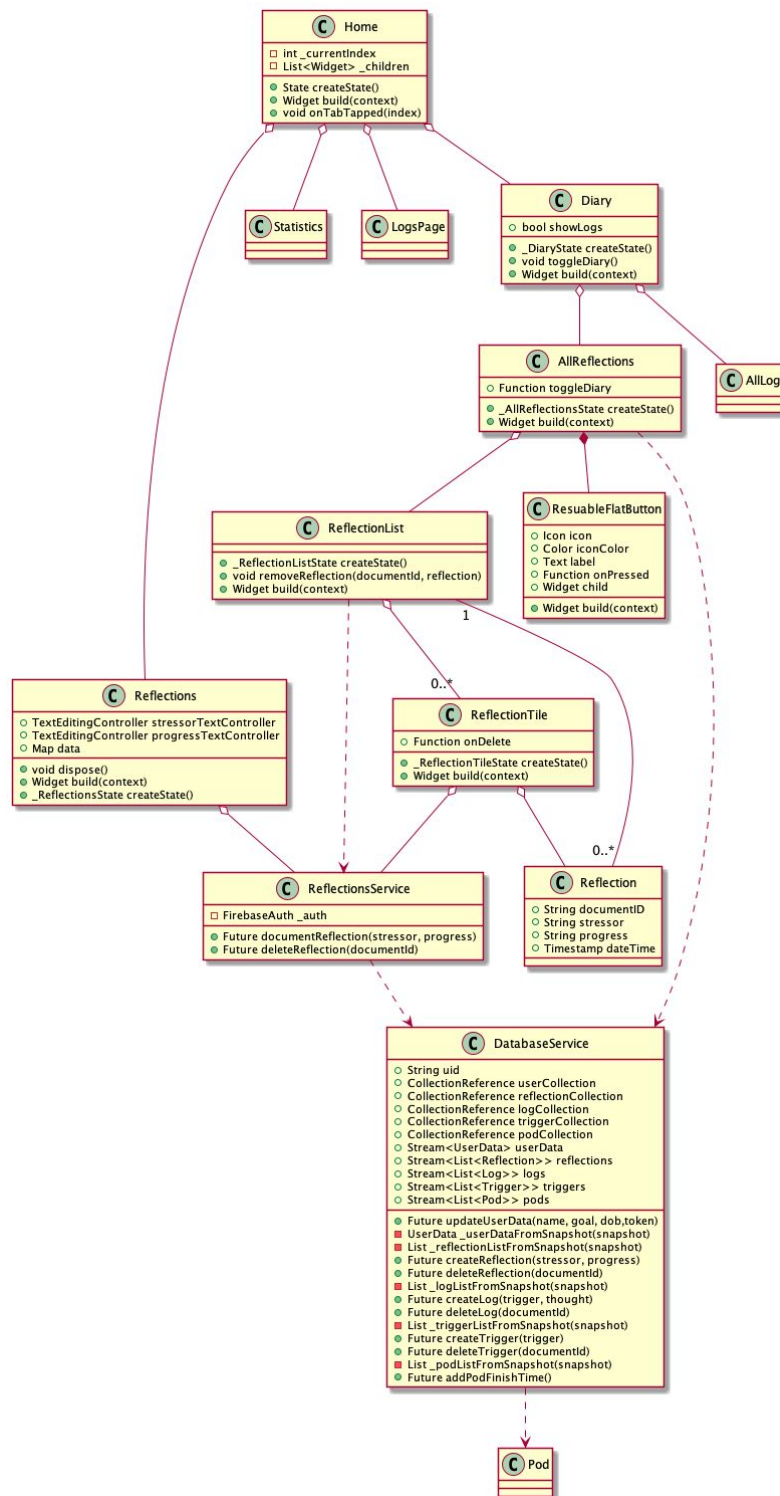 C Home
int _currentIndex
List<Widget> _children
State createState()
Widget build(context)
void onTabTapped(index)
C Statistics
C LogsPage
C Diary
bool showLogs
_DiaryState createState()
void toggleDiary()
Widget build(context)
C AllReflections
Function toggleDiary
_AllReflectionsState createState()
Widget build(context)
C AllLog
C ReflectionList
_ReflectionListState createState()
void removeReflection(documentId, reflection)
Widget build(context)
C ResuableFlatButton
Icon icon
Color iconColor
Text label
Function onPressed
Widget child
Widget build(context)
1
0..*
C Reflections
TextEditingController stressorTextController
TextEditingController progressTextController
Map data
void dispose()
Widget build(context)
_ReflectionsState createState()
C ReflectionTile
Function onDelete
_ReflectionTileState createState()
Widget build(context)
0..*
C ReflectionsService
FirebaseAuth _auth
Future documentReflection(stressor, progress)
Future deleteReflection(documentId)
C Reflection
String documentID
String stressor
String progress
Timestamp dateTime
C DatabaseService
String uid
CollectionReference userCollection
CollectionReference reflectionCollection
CollectionReference logCollection
CollectionReference triggerCollection
CollectionReference podCollection
Stream<UserData> userData
Stream<List<Reflection>> reflections
Stream<List<Log>> logs
Stream<List<Trigger>> triggers
Stream<List<Pod>> pods
Future updateUserData(name, goal, dob,token)
UserData _userDataFromSnapshot(snapshot)
List _reflectionListFromSnapshot(snapshot)
Future createReflection(stressor, progress)
Future deleteReflection(documentId)
List _logListFromSnapshot(snapshot)
Future createLog(trigger, thought)
Future deleteLog(documentId)
List _triggerListFromSnapshot(snapshot)
Future createTrigger(trigger)
Future deleteTrigger(documentId)
List _podListFromSnapshot(snapshot)
Future addPodFinishTime()
C Pod